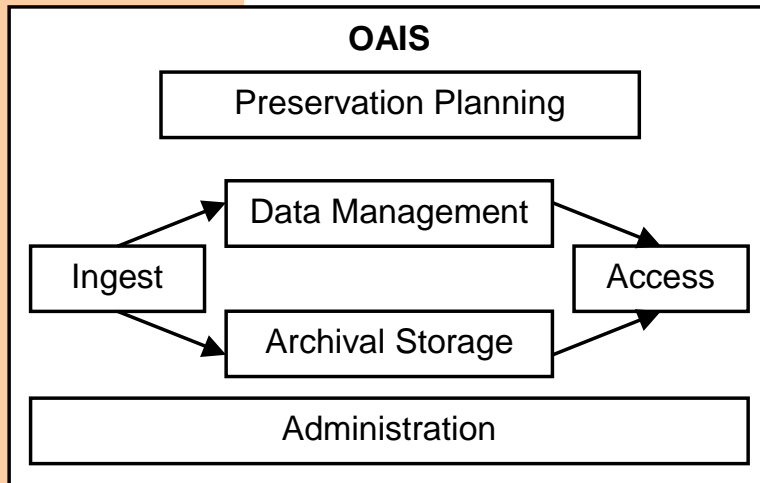 OAIS
Preservation Planning
Data Management
Ingest
Access
Archival Storage
Administration